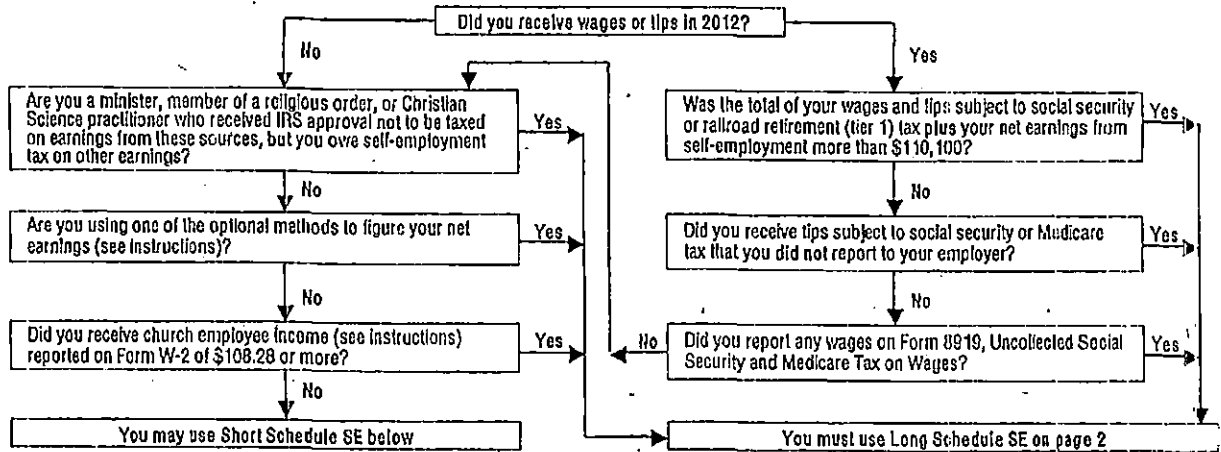 Did you receive wages or tips in 2012?
No
Yes
Are you a minister, member of a religious order, or Christian
Science practitioner who received IRS approval not to be taxed
on earnings from these sources, but you owe self-employment
tax on other earnings?
Yes
Was the total of your wages and tips subject to social security
or railroad retirement (tier 1) tax plus your net earnings from
self-employment more than $110,100?
Yes
No
No
Are you using one of the optional methods to figure your net
earnings (see instructions)?
Yes
Did you receive tips subject to social security or Medicare
tax that you did not report to your employer?
Yes
No
No
Did you receive church employee income (see instructions)
reported on Form W-2 of $108.28 or more?
Yes
No
Did you report any wages on Form 8919, Uncollected Social
Security and Medicare Tax on Wages?
Yes
No
You may use Short Schedule SE below
You must use Long Schedule SE on page 2